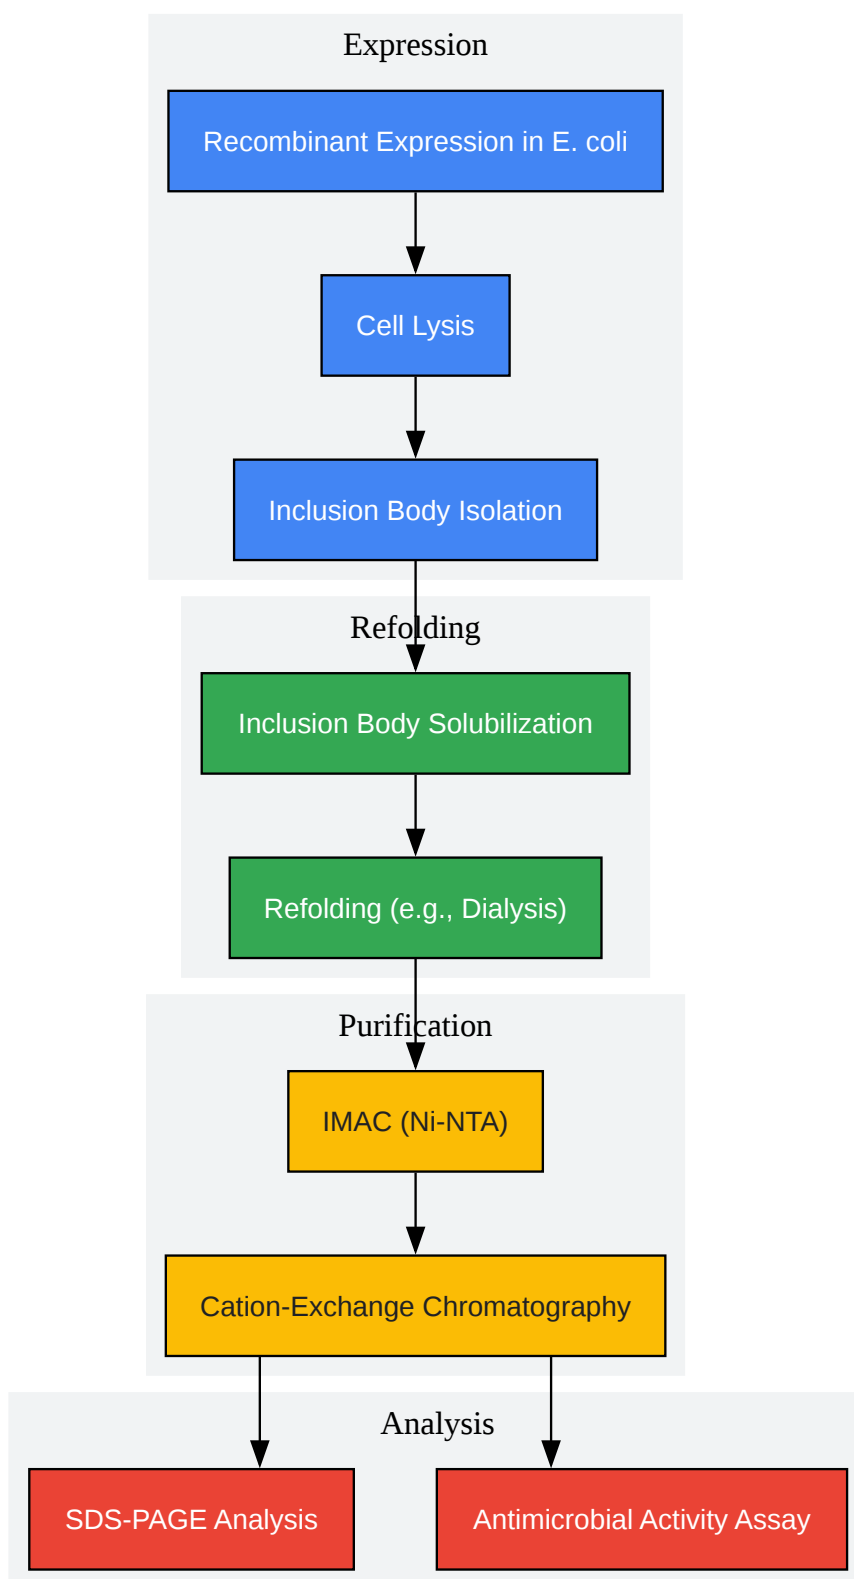 Expression
Recombinant Expression in E. coli
Cell Lysis
Inclusion Body Isolation
Refolding
Inclusion Body Solubilization
Refolding (e.g., Dialysis)
Purification
IMAC (Ni-NTA)
Cation-Exchange Chromatography
Analysis
SDS-PAGE Analysis
Antimicrobial Activity Assay